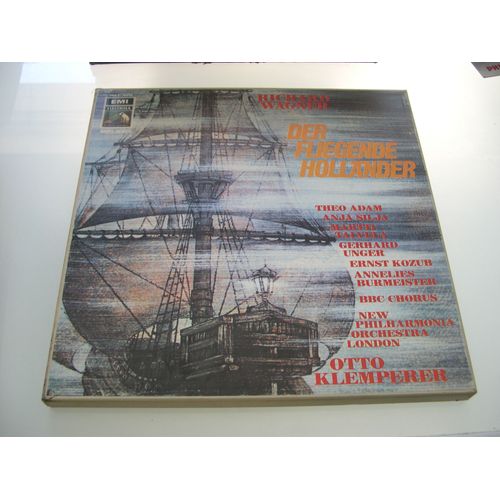 EMI
RICHARD
WAGNER
DER
FLIEGENDE
HOLLÄNDER
THEO ADAM
ANJA SILJA
MARTTI
TALVELA
GERHARD
UNGER
ERNST KOZUB
ANNELIES
BURMEISTER
BBC CHORUS
NEW
PHILHARMONIA
ORCHESTRA
LONDON
OTTO
KLEMPERER